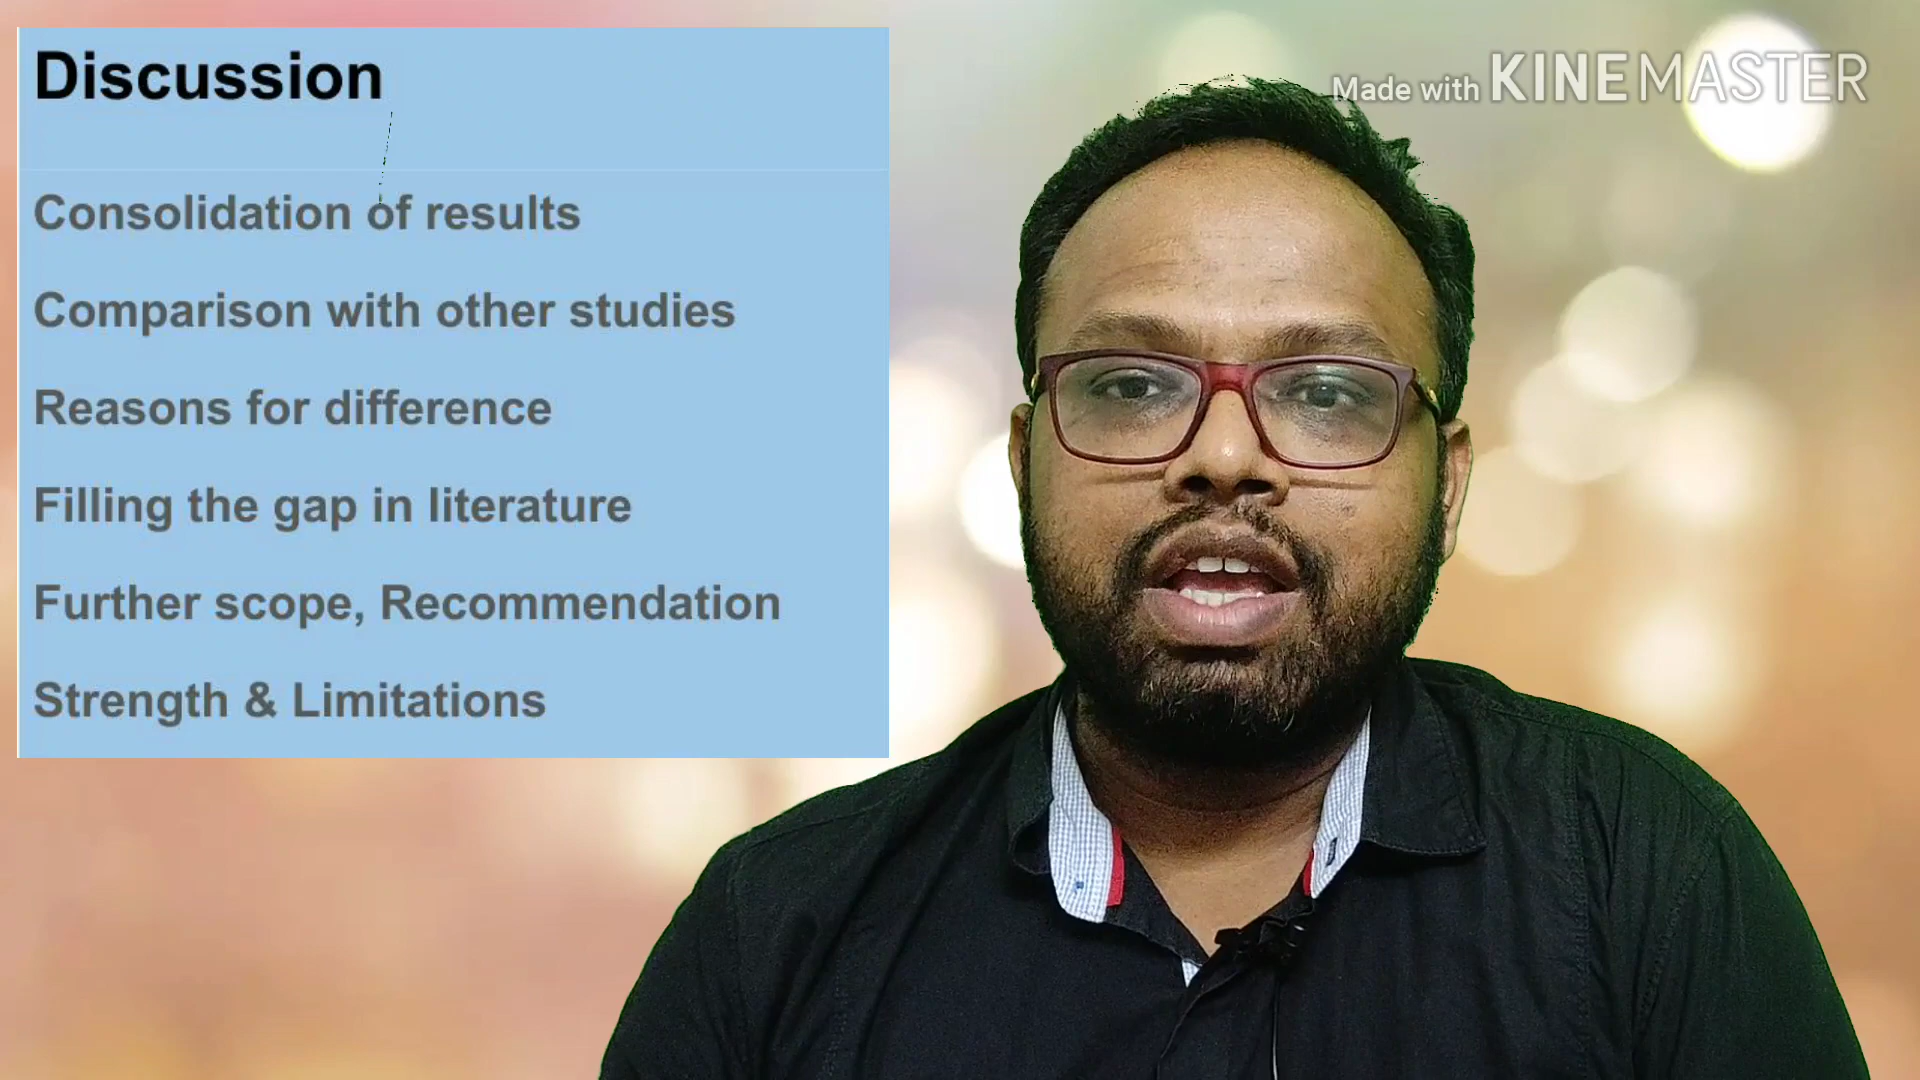 Discussion
Made with KINEMASTER
Consolidation of results
Comparison with other studies
Reasons for difference
Filling the gap in literature
Further scope, Recommendation
Strength & Limitations